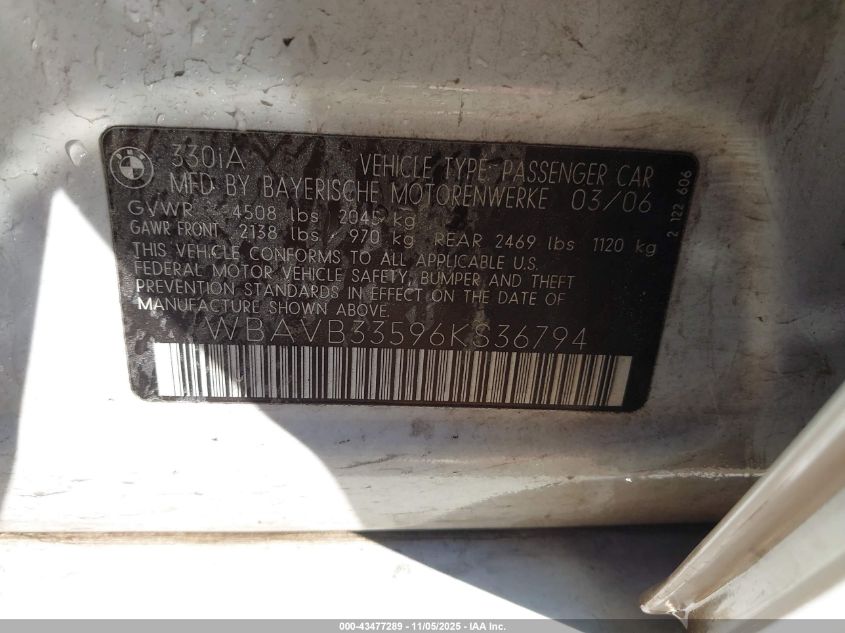 330iA VEHICLE TYPE: PASSENGER CAR
MFD BY BAYERISCHE MOTORENWERKE 03/06
GVWR 4508 lbs 2045 kg
GAWR FRONT 2138 lbs 970 kg REAR 2469 lbs 1120 kg
THIS VEHICLE CONFORMS TO ALL APPLICABLE U.S.
FEDERAL MOTOR VEHICLE SAFETY, BUMPER AND THEFT
PREVENTION STANDARDS IN EFFECT ON THE DATE OF
MANUFACTURE SHOWN ABOVE.
WBAVB33596KS36794
2 122 606
000-43477289 - 11/05/2025 - IAA Inc.